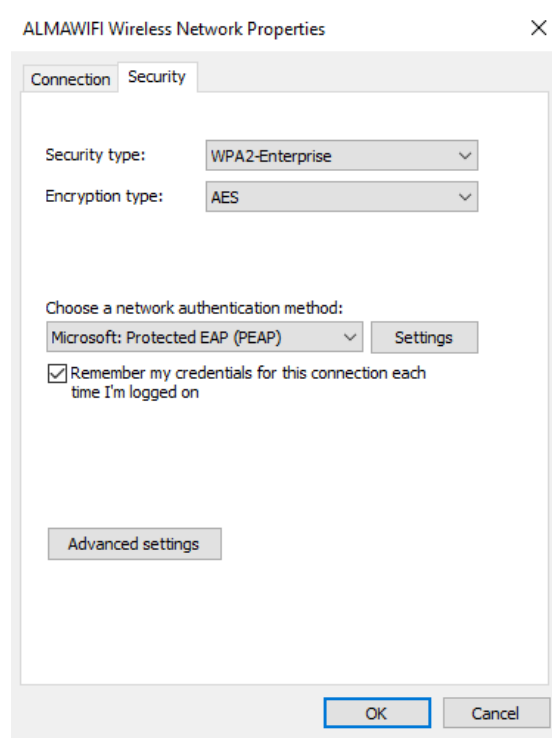 ALMAWIFI Wireless Network Properties
Connection
Security
Security type:
WPA2-Enterprise
Encryption type:
AES
Choose a network authentication method:
Microsoft: Protected EAP (PEAP)
Settings
Remember my credentials for this connection each
time I'm logged on
Advanced settings
OK
Cancel